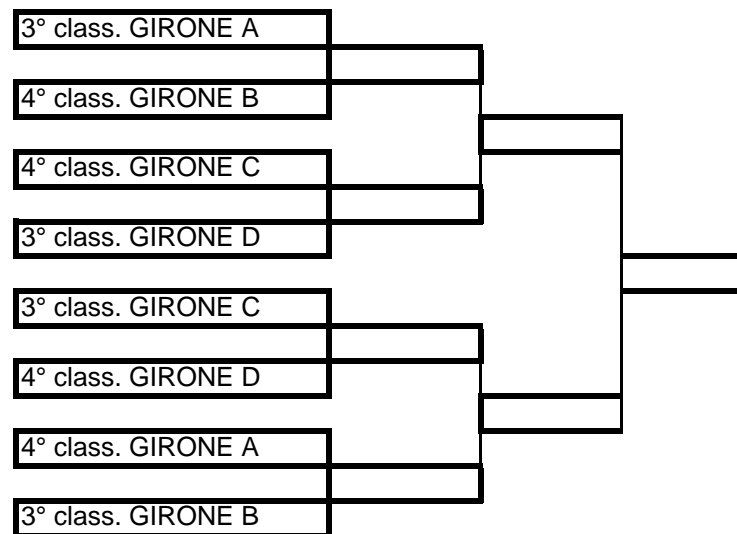 3° class. GIRONE A
4° class. GIRONE B
4° class. GIRONE C
3° class. GIRONE D
3° class. GIRONE C
4° class. GIRONE D
4° class. GIRONE A
3° class. GIRONE B